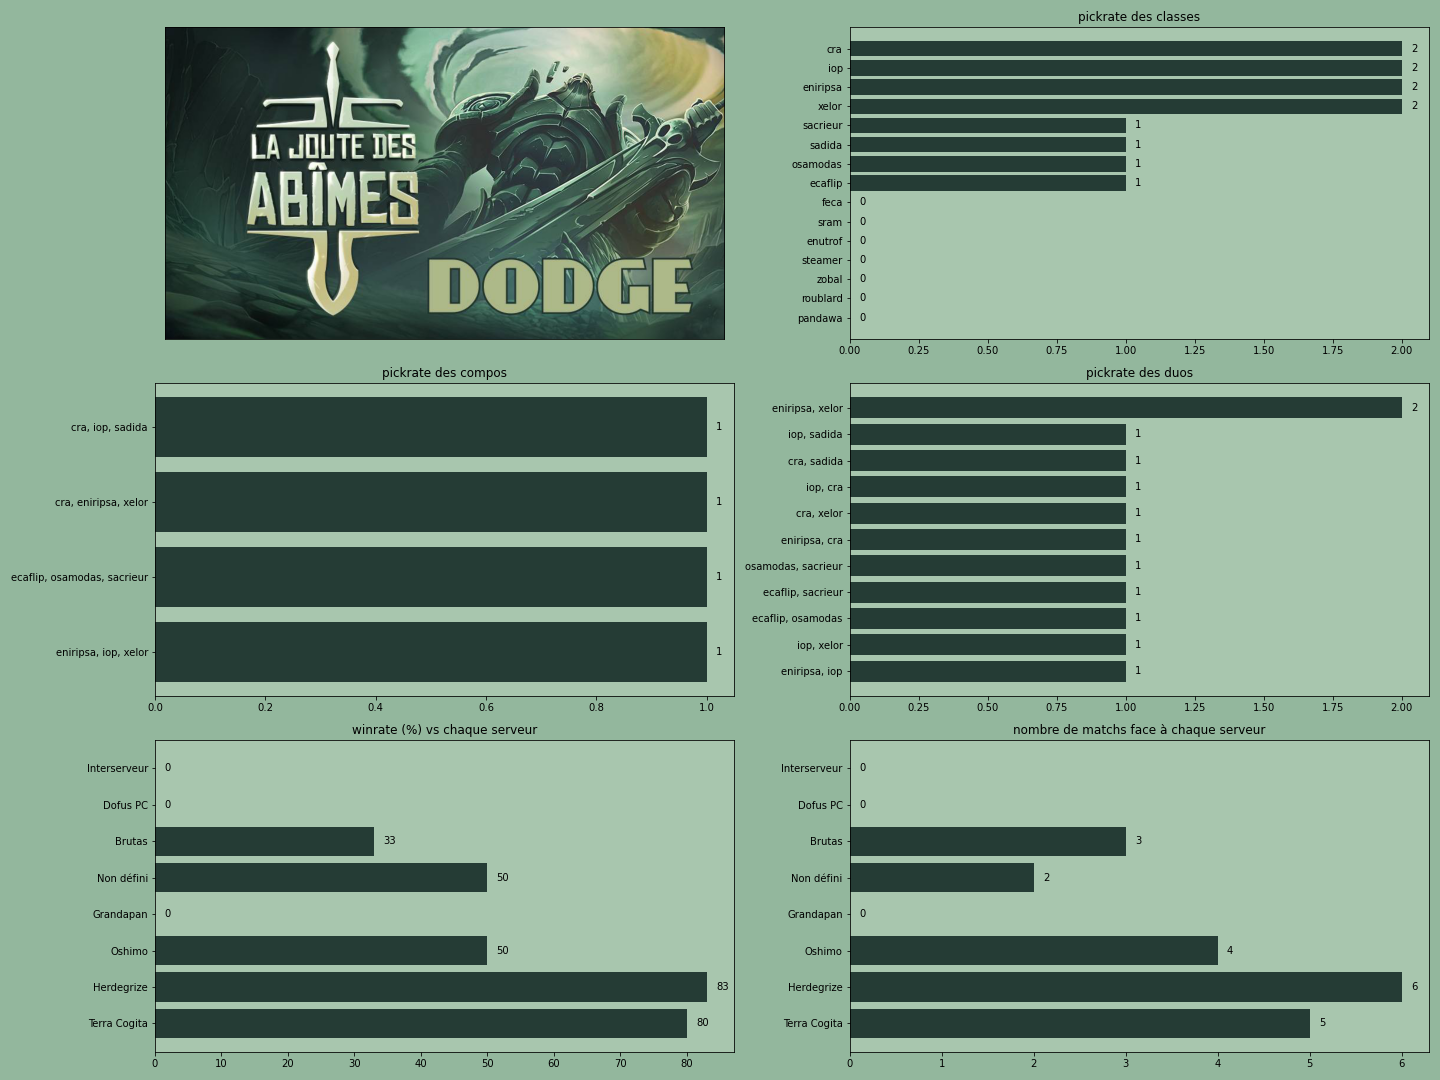 LA JOUTE DES
ABÎMES
DODGE
pickrate des classes
cra
2
iop
2
eniripsa
2
xelor
2
sacrieur
1
sadida
1
osamodas
1
ecaflip
1
feca
0
sram
0
enutrof
0
steamer
0
zobal
0
roublard
0
pandawa
0
0.00 0.25 0.50 0.75 1.00 1.25 1.50 1.75 2.00
pickrate des compos
cra, iop, sadida
1
cra, eniripsa, xelor
1
ecaflip, osamodas, sacrieur
1
eniripsa, iop, xelor
1
0.0 0.2 0.4 0.6 0.8 1.0
pickrate des duos
eniripsa, xelor
2
iop, sadida
1
cra, sadida
1
iop, cra
1
cra, xelor
1
eniripsa, cra
1
osamodas, sacrieur
1
ecaflip, sacrieur
1
ecaflip, osamodas
1
iop, xelor
1
eniripsa, iop
1
0.00 0.25 0.50 0.75 1.00 1.25 1.50 1.75 2.00
winrate (%) vs chaque serveur
Interserveur
0
Dofus PC
0
Brutas
33
Non défini
50
Grandapan
0
Oshimo
50
Herdegrize
83
Terra Cogita
80
0 10 20 30 40 50 60 70 80
nombre de matchs face à chaque serveur
Interserveur
0
Dofus PC
0
Brutas
3
Non défini
2
Grandapan
0
Oshimo
4
Herdegrize
6
Terra Cogita
5
0 1 2 3 4 5 6